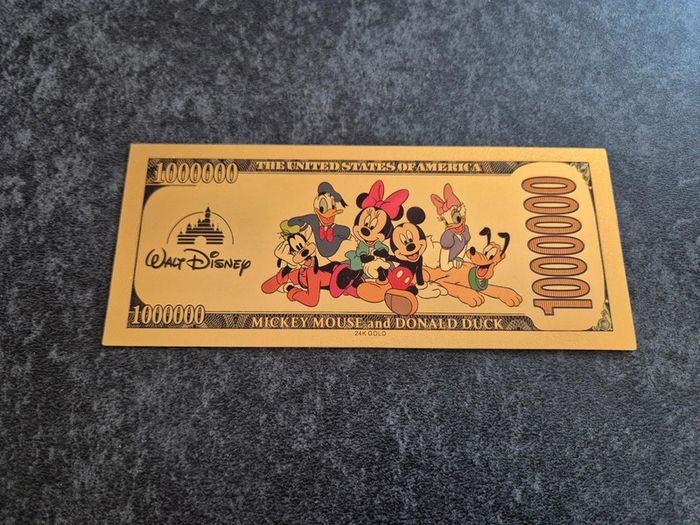 1000000
THE UNITED STATES OF AMERICA
WALT DISNEY
1000000
1000000
MICKEY MOUSE and DONALD DUCK
24K GOLD